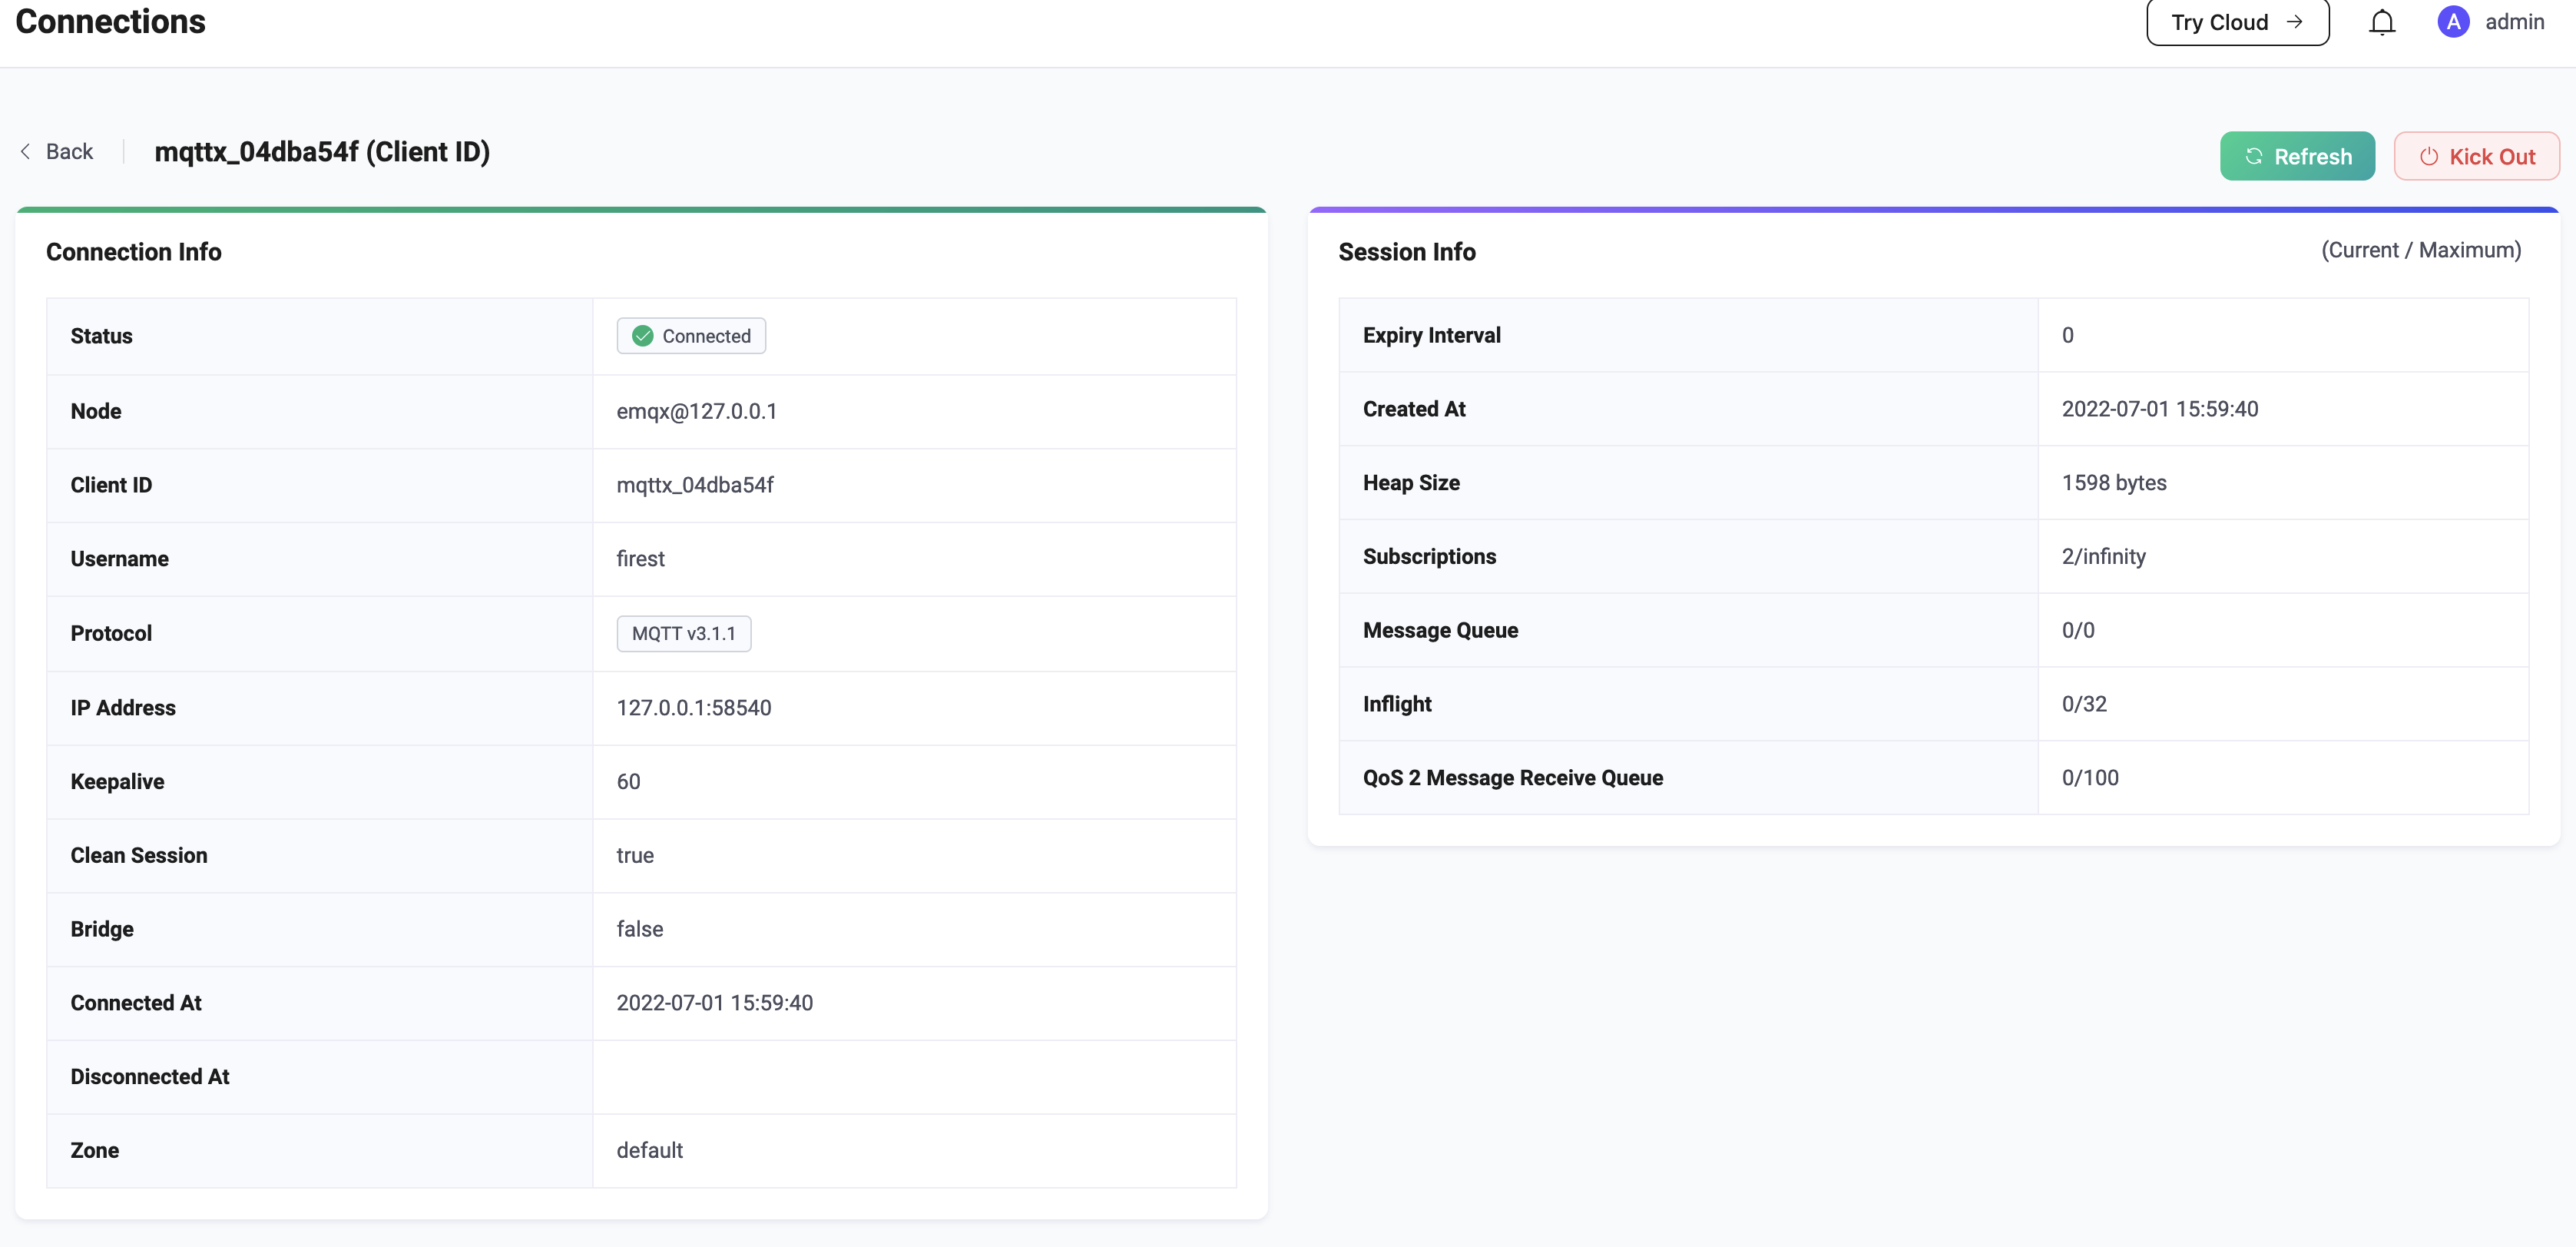 Connections
Try Cloud →
A admin
Back
mqttx_04dba54f (Client ID)
Refresh
Kick Out
Connection Info
Status Connected
Node emqx@127.0.0.1
Client ID mqttx_04dba54f
Username firest
Protocol MQTT v3.1.1
IP Address 127.0.0.1:58540
Keepalive 60
Clean Session true
Bridge false
Connected At 2022-07-01 15:59:40
Disconnected At
Zone default
Session Info (Current / Maximum)
Expiry Interval 0
Created At 2022-07-01 15:59:40
Heap Size 1598 bytes
Subscriptions 2/infinity
Message Queue 0/0
Inflight 0/32
QoS 2 Message Receive Queue 0/100